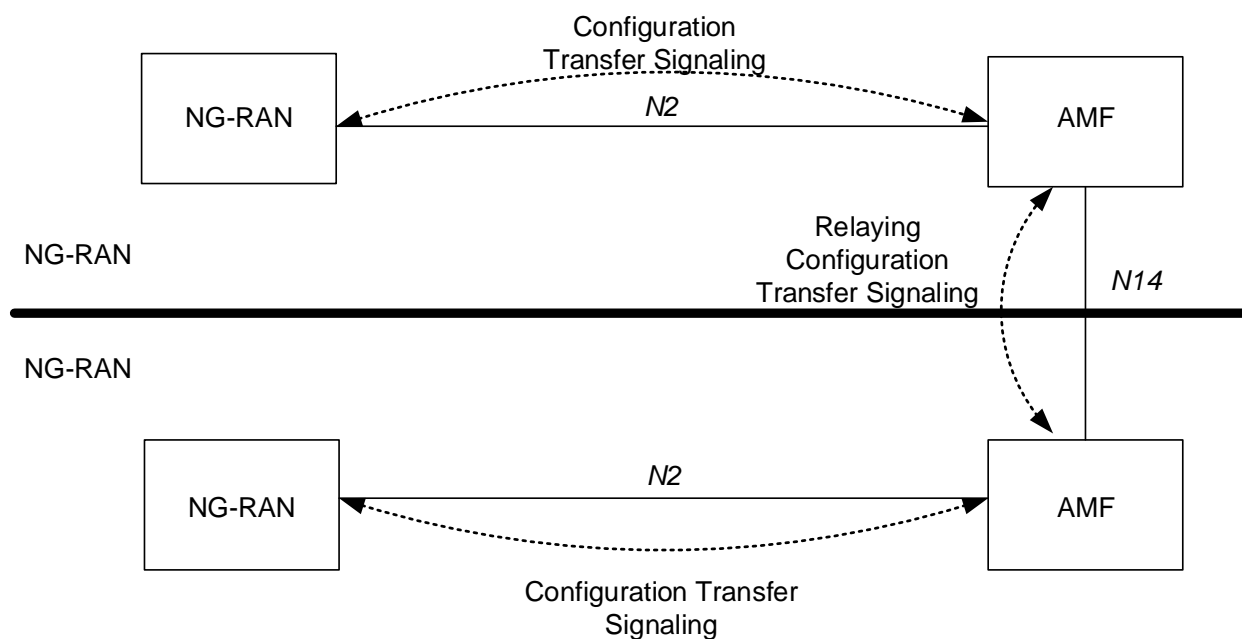 Configuration
Transfer Signaling
NG-RAN
N2
AMF
NG-RAN
Relaying
Configuration
Transfer Signaling
N14
NG-RAN
NG-RAN
N2
AMF
Configuration Transfer
Signaling